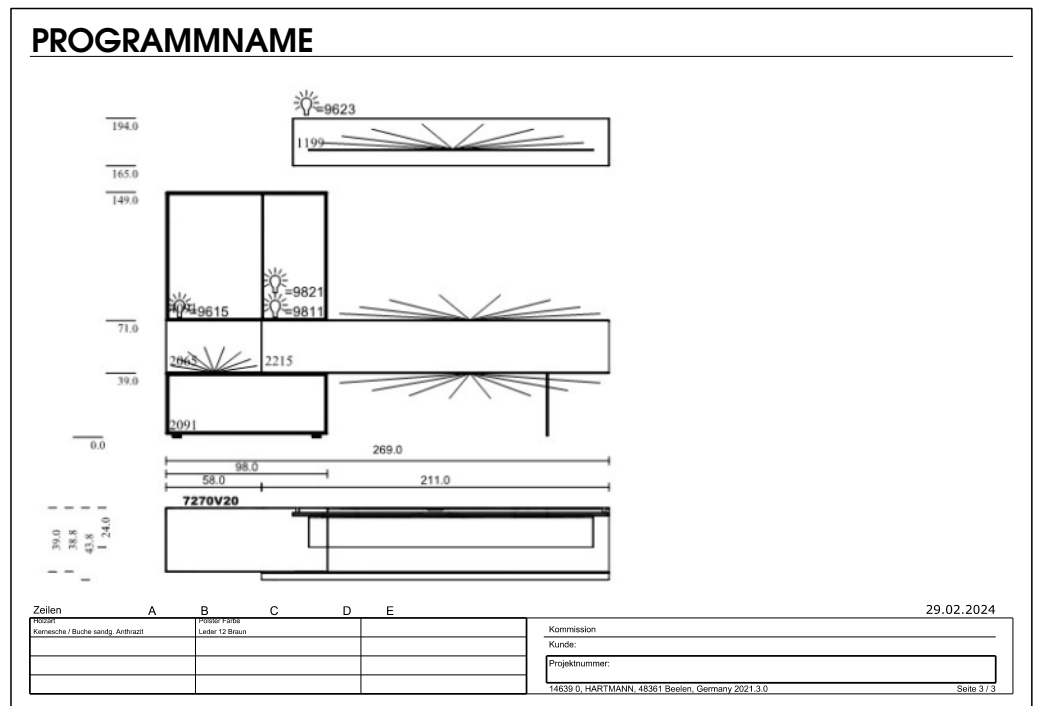 PROGRAMMNAME
=9623
194.0
1199
165.0
149.0
=9821
=9615
=9811
71.0
2065
2215
39.0
2091
0.0
269.0
98.0
58.0
211.0
7270V20
39.0
38.8
43.8
24.0
Zeilen A B C D E
29.02.2024
Holzart Polster Farbe
Kernesche / Buche sandg. Anthrazit Leder 12 Braun
Kommission
Kunde:
Projektnummer:
14639 0, HARTMANN, 48361 Beelen, Germany 2021.3.0 Seite 3 / 3